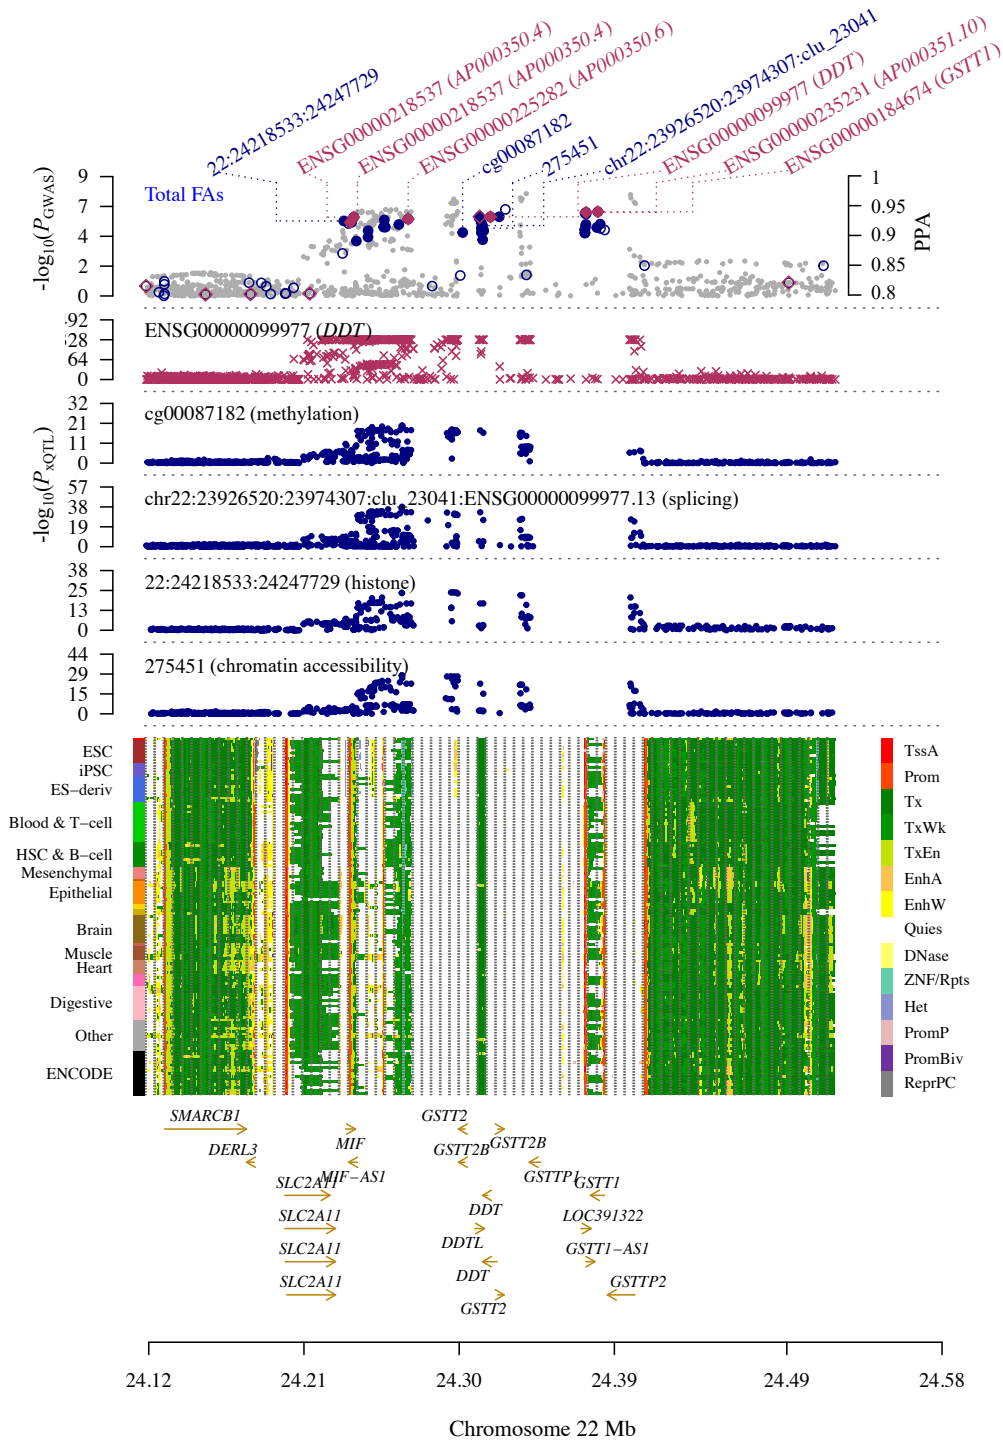 22:24218533:24247729
ENSG00000218537 (AP000350.4)
ENSG00000218537 (AP000350.4)
ENSG00000225282 (AP000350.6)
cg00087182
275451
chr22:23926520:23974307:clu_23041
ENSG00000099977 (DDT)
ENSG00000235231 (AP000351.10)
ENSG00000184674 (GSTT1)
Total FAs
-log10(PGWAS)
9
7
4
2
0
PPA
1
0.95
0.9
0.85
0.8
ENSG00000099977 (DDT)
64
0
-log10(PxQTL)
cg00087182 (methylation)
32
21
11
0
chr22:23926520:23974307:clu_23041:ENSG00000099977.13 (splicing)
57
38
19
0
22:24218533:24247729 (histone)
38
25
13
0
275451 (chromatin accessibility)
44
29
15
0
ESC
iPSC
ES−deriv
Blood & T−cell
HSC & B−cell
Mesenchymal
Epithelial
Brain
Muscle
Heart
Digestive
Other
ENCODE
TssA
Prom
Tx
TxWk
TxEn
EnhA
EnhW
Quies
DNase
ZNF/Rpts
Het
PromP
PromBiv
ReprPC
SMARCB1 GSTT2
DERL3 MIF GSTT2B GSTT2B
SLC2A11 MIF−AS1 GSTTP1 GSTT1
SLC2A11 DDT LOC391322
SLC2A11 DDTL GSTT1−AS1
SLC2A11 DDT GSTTP2
GSTT2
24.12 24.21 24.30 24.39 24.49 24.58
Chromosome 22 Mb